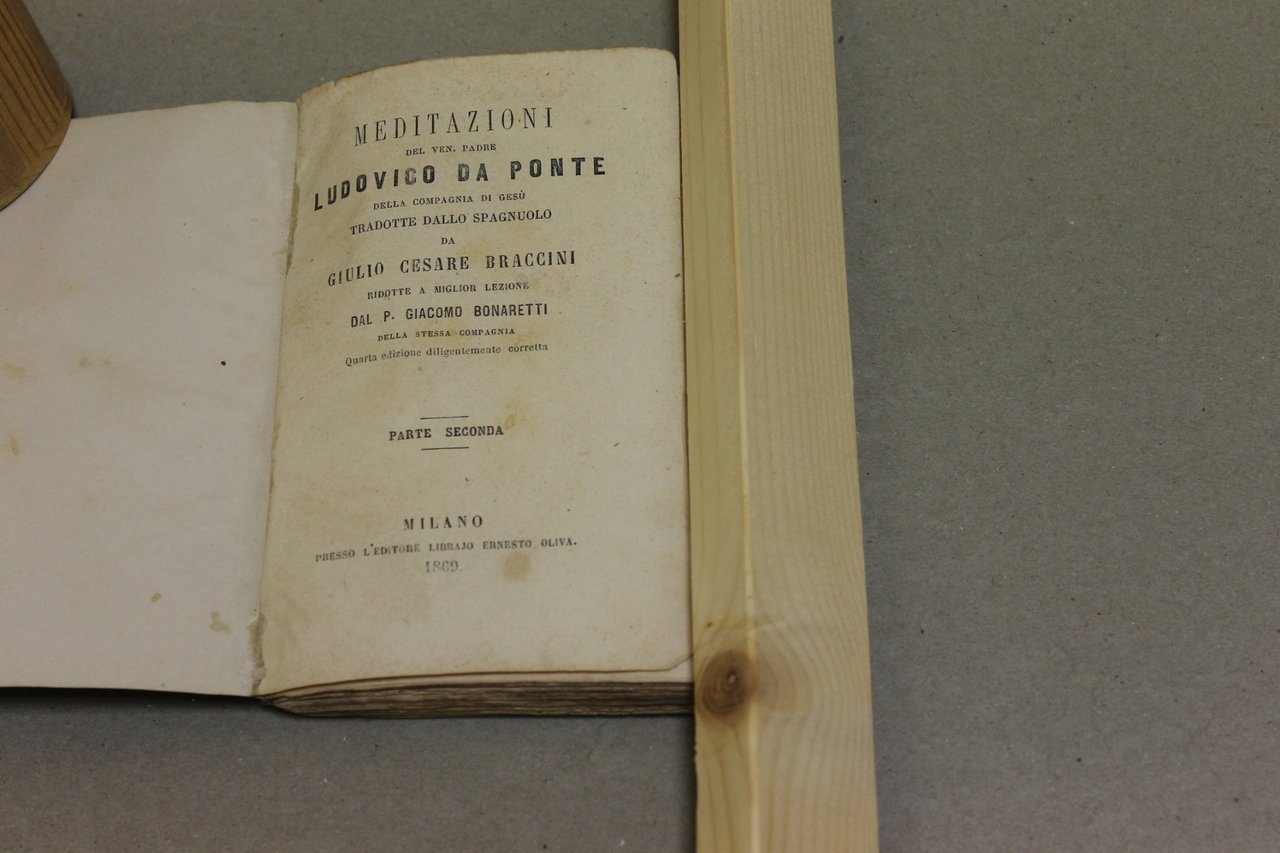 MEDITAZIONI
DEL VEN. PADRE
LUDOVICO DA PONTE
DELLA COMPAGNIA DI GESÙ
TRADOTTE DALLO SPAGNUOLO
DA
GIULIO CESARE BRACCINI
RIDOTTE A MIGLIOR LEZIONE
DAL P. GIACOMO BONARETTI
DELLA STESSA COMPAGNIA
Quarta edizione diligentemente corretta
PARTE SECONDA
MILANO
PRESSO L'EDITORE LIBRAJO ERNESTO OLIVA.
1869.